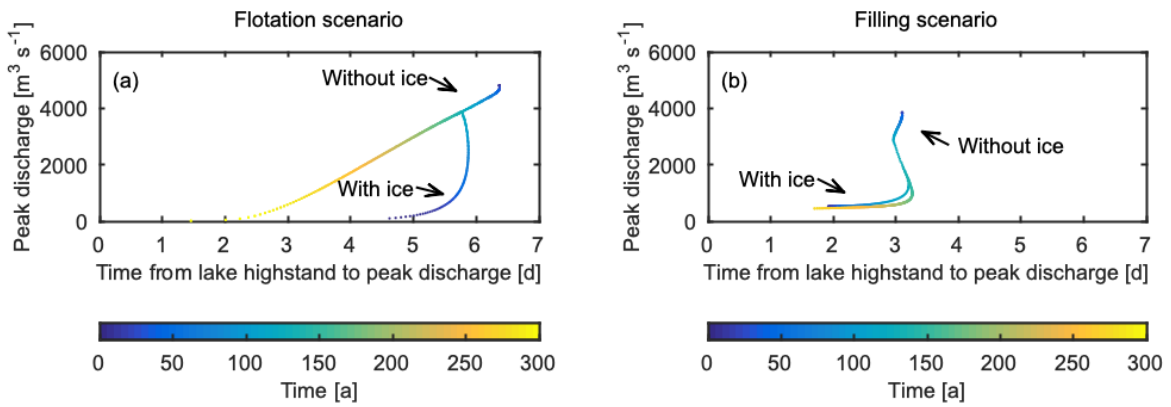 Flotation scenario
Peak discharge [m³ s⁻¹]
6000
4000
2000
0
(a)
Without ice
With ice
0 1 2 3 4 5 6 7
Time from lake highstand to peak discharge [d]
0 50 100 150 200 250 300
Time [a]
Filling scenario
Peak discharge [m³ s⁻¹]
6000
4000
2000
0
(b)
Without ice
With ice
0 1 2 3 4 5 6 7
Time from lake highstand to peak discharge [d]
0 50 100 150 200 250 300
Time [a]